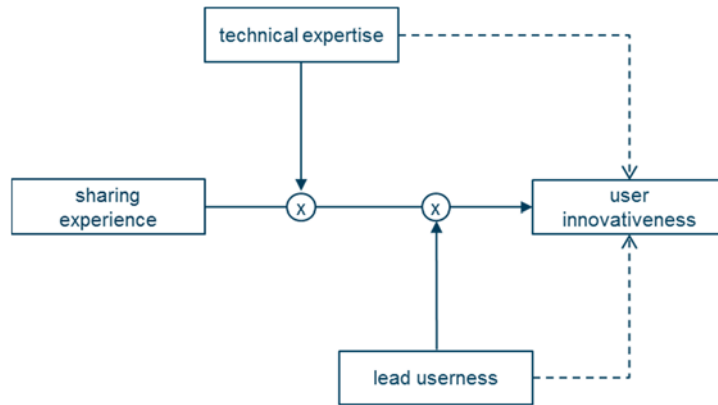 technical expertise
sharing
experience
X
X
user
innovativeness
lead userness